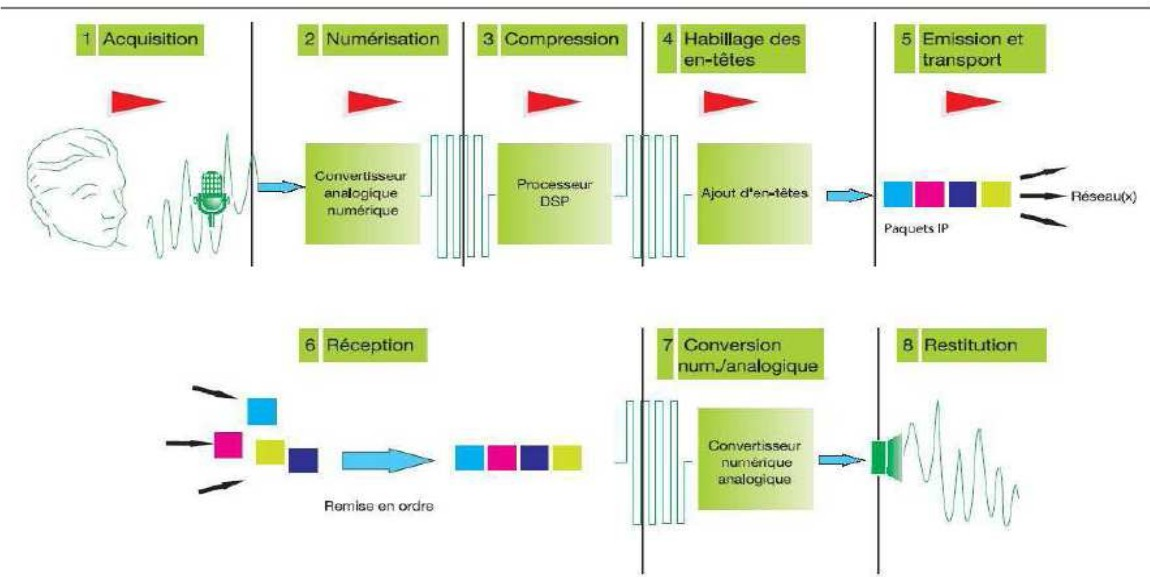 1 Acquisition
2 Numérisation
3 Compression
4 Habillage des
en-têtes
5 Emission et
transport
Convertisseur
analogique
numérique
Processeur
DSP
Ajout d'en-têtes
Réseau(x)
Paquets IP
6 Réception
7 Conversion
num./analogique
8 Restitution
Remise en ordre
Convertisseur
numérique
analogique